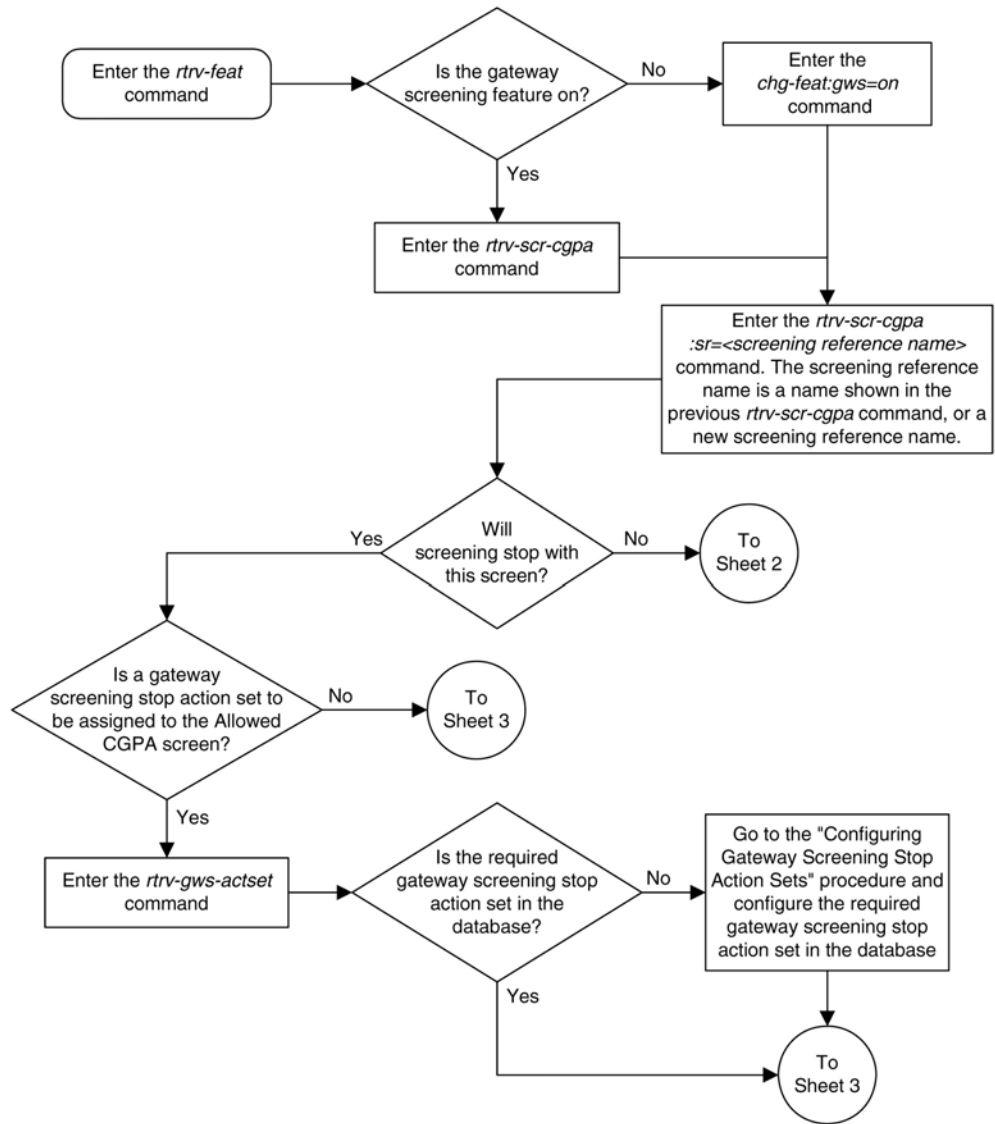 Enter the rtrv-feat
command
Is the gateway
screening feature on?
No
Enter the
chg-feat:gws=on
command
Yes
Enter the rtrv-scr-cgpa
command
Enter the rtrv-scr-cgpa
:sr=<screening reference name>
command. The screening reference
name is a name shown in the
previous rtrv-scr-cgpa command, or a
new screening reference name.
Will
screening stop with
this screen?
Yes
No
To
Sheet 2
Is a gateway
screening stop action set to
be assigned to the Allowed
CGPA screen?
No
To
Sheet 3
Yes
Enter the rtrv-gws-actset
command
Is the required
gateway screening stop
action set in the
database?
No
Go to the "Configuring
Gateway Screening Stop
Action Sets" procedure and
configure the required
gateway screening stop
action set in the database
Yes
To
Sheet 3